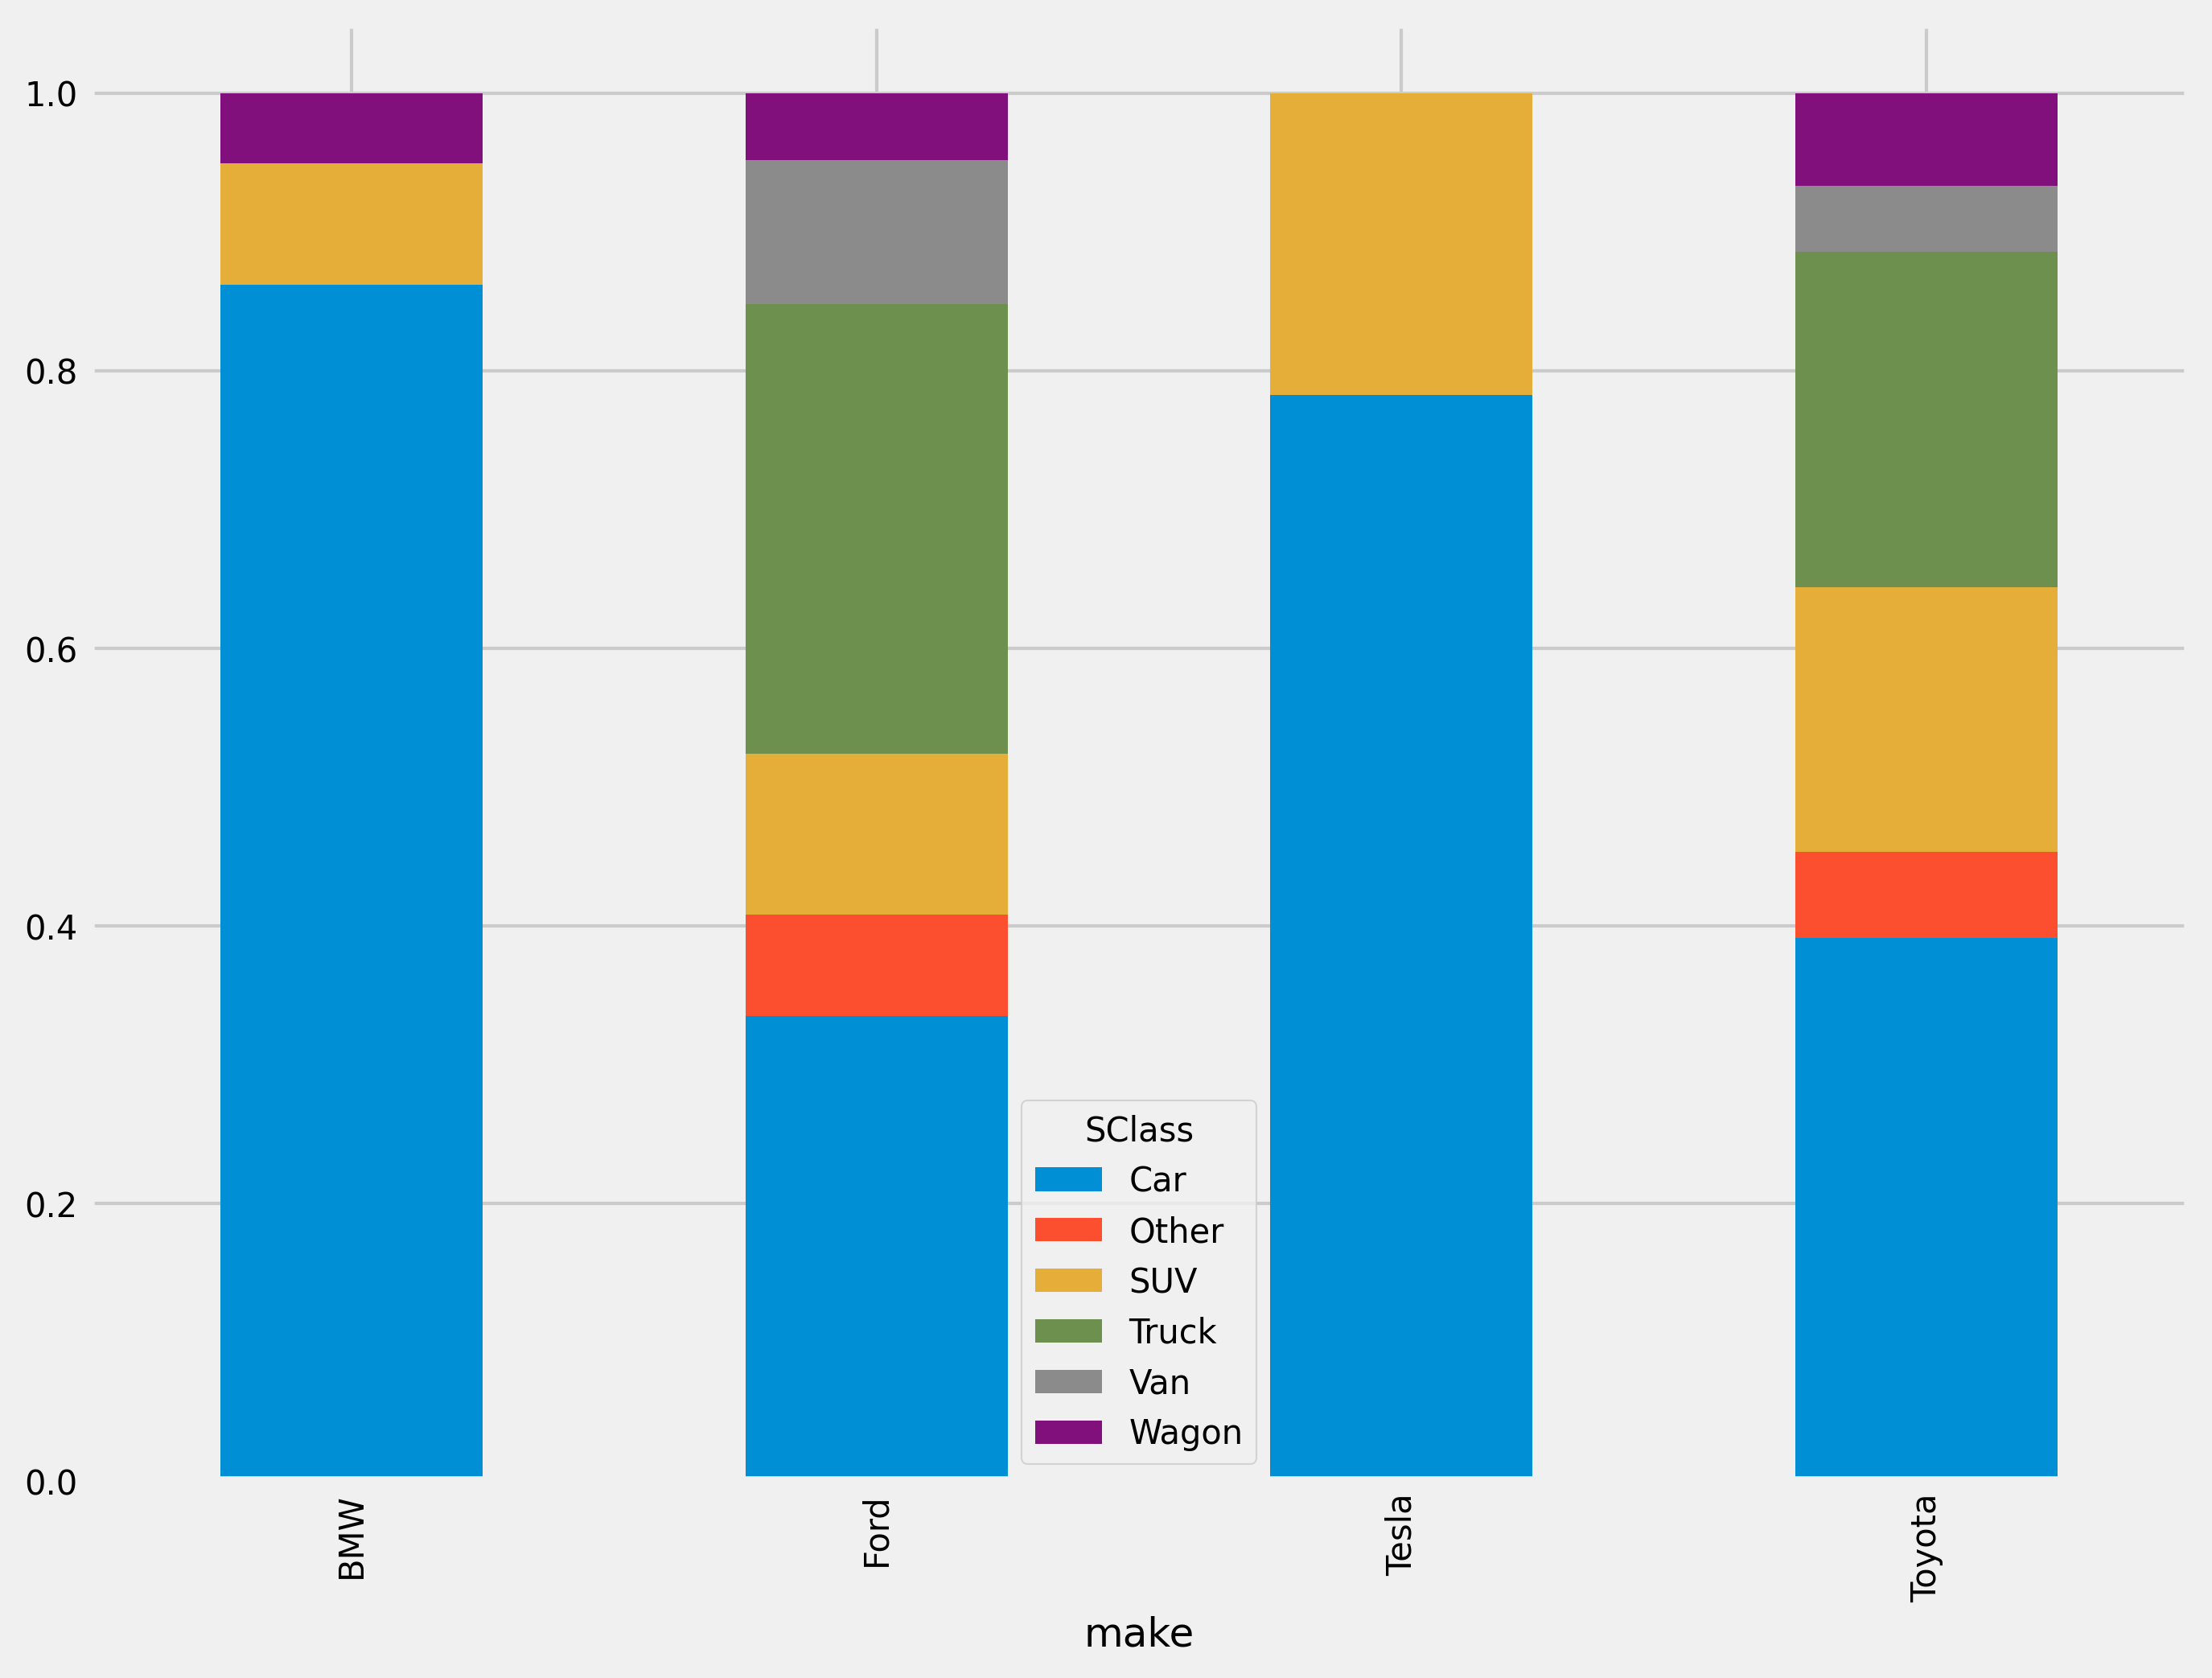 1.0
0.8
0.6
0.4
0.2
0.0
SClass
Car
Other
SUV
Truck
Van
Wagon
BMW
Ford
Tesla
Toyota
make